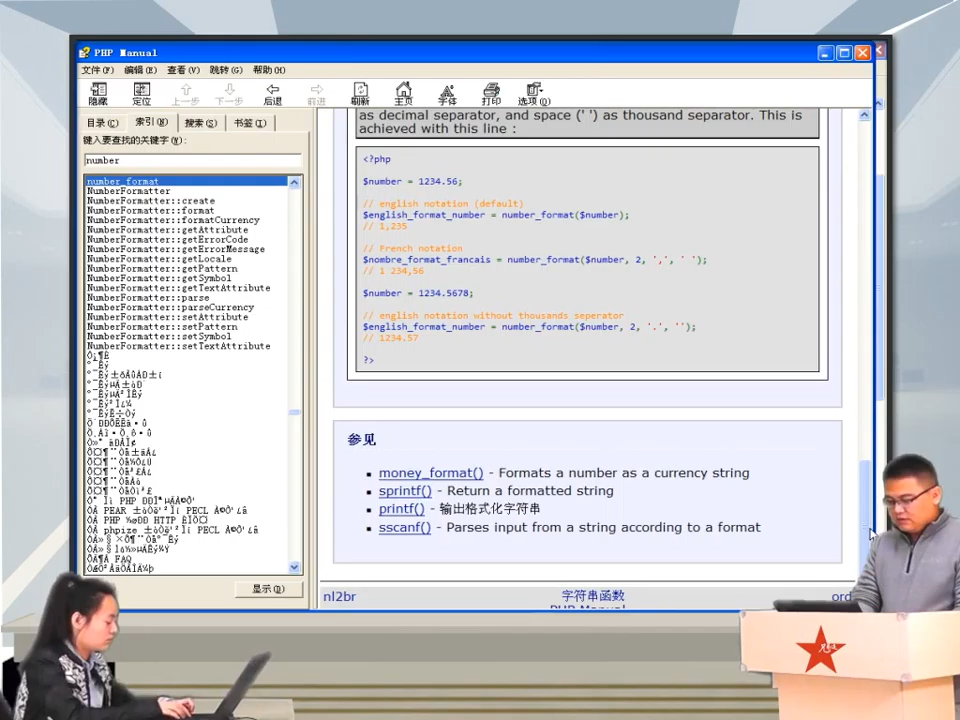 PHP Manual
文件(F) 编辑(E) 查看(V) 跳转(G) 帮助(H)
隐藏 定位 上一步 下一步 后退 前进 刷新 主页 字体 打印 选项(O)
目录(C) 索引(N) 搜索(S) 书签(I)
键入要查找的关键字(W):
number
number_format
NumberFormatter
NumberFormatter::create
NumberFormatter::format
NumberFormatter::formatCurrency
NumberFormatter::getAttribute
NumberFormatter::getErrorCode
NumberFormatter::getErrorMessage
NumberFormatter::getLocale
NumberFormatter::getPattern
NumberFormatter::getSymbol
NumberFormatter::getTextAttribute
NumberFormatter::parse
NumberFormatter::parseCurrency
NumberFormatter::setAttribute
NumberFormatter::setPattern
NumberFormatter::setSymbol
NumberFormatter::setTextAttribute
显示(D)
as decimal separator, and space (' ') as thousand separator. This is
achieved with this line :
<?php
$number = 1234.56;
// english notation (default)
$english_format_number = number_format($number);
// 1,235
// French notation
$nombre_format_francais = number_format($number, 2, ',', ' ');
// 1 234,56
$number = 1234.5678;
// english notation without thousands seperator
$english_format_number = number_format($number, 2, '.', '');
// 1234.57
?>
参见
money_format() - Formats a number as a currency string
sprintf() - Return a formatted string
printf() - 输出格式化字符串
sscanf() - Parses input from a string according to a format
nl2br 字符串函数 ord
PHP Manual